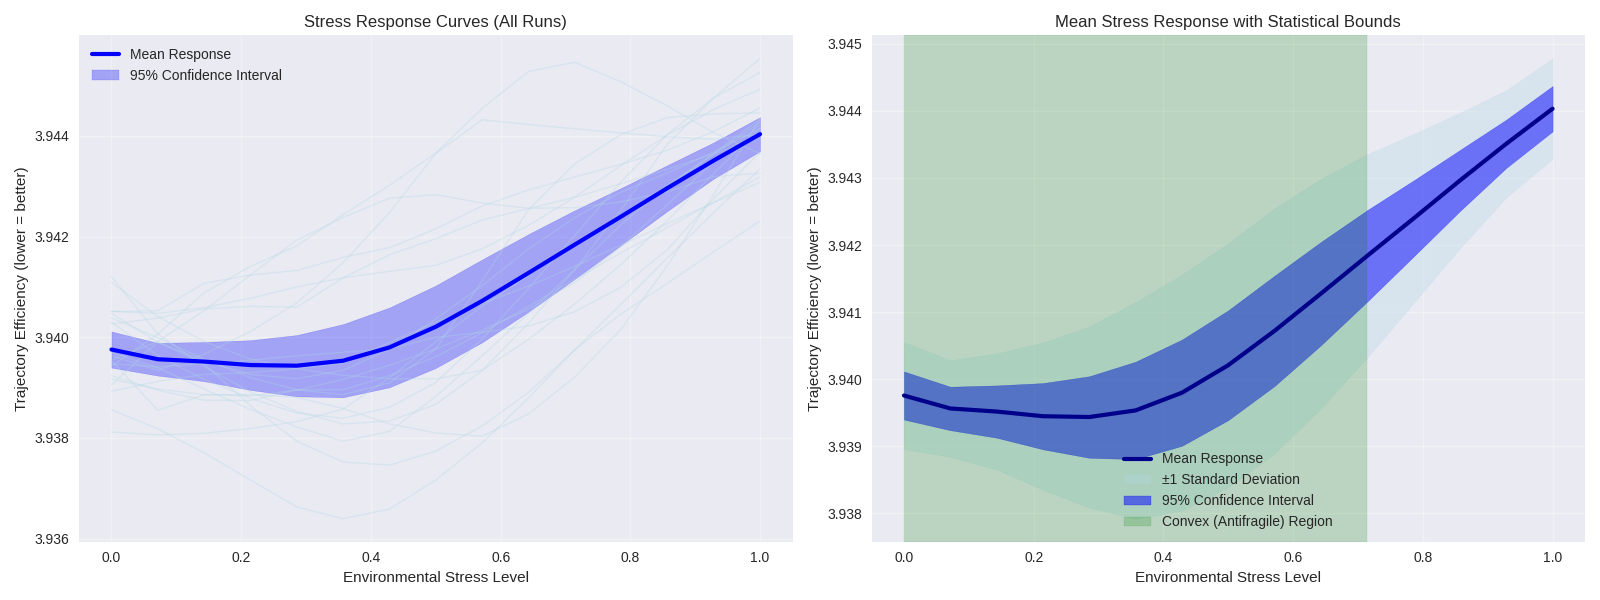 Stress Response Curves (All Runs)
Mean Response
95% Confidence Interval
Trajectory Efficiency (lower = better)
3.944
3.942
3.940
3.938
3.936
0.0 0.2 0.4 0.6 0.8 1.0
Environmental Stress Level
Mean Stress Response with Statistical Bounds
Trajectory Efficiency (lower = better)
3.945
3.944
3.943
3.942
3.941
3.940
3.939
3.938
Mean Response
±1 Standard Deviation
95% Confidence Interval
Convex (Antifragile) Region
0.0 0.2 0.4 0.6 0.8 1.0
Environmental Stress Level